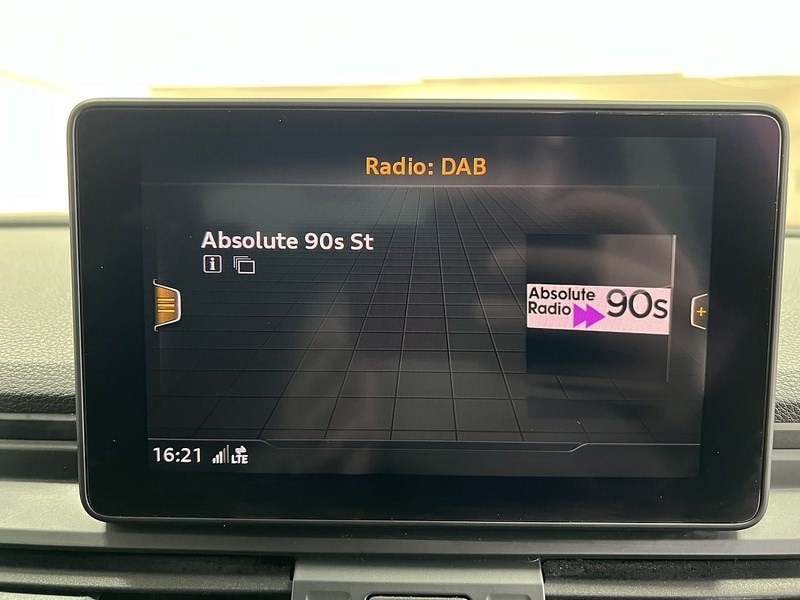 Radio: DAB
Absolute 90s St
Absolute
Radio
90s
16:21
LTE